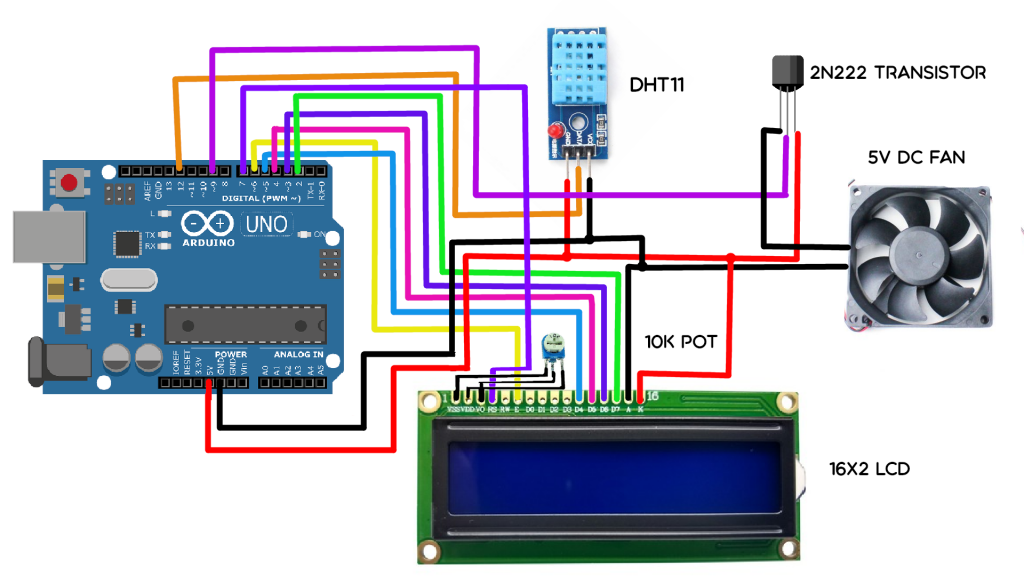 DHT11
2N222 TRANSISTOR
5V DC FAN
GND
DATA
VCC
AREF
GND
13
12
~11
~10
~9
8
7
~6
~5
4
~3
2
TX-1
RX-0
DIGITAL (PWM ~)
L
TX
RX
UNO
ON
ARDUINO
10K POT
IOREF
RESET
3.3V
5V
GND
GND
Vin
POWER
ANALOG IN
A0
A1
A2
A3
A4
A5
1
16
VSS
VDD
VO
RS
RW
E
D0
D1
D2
D3
D4
D5
D6
D7
A
K
16X2 LCD